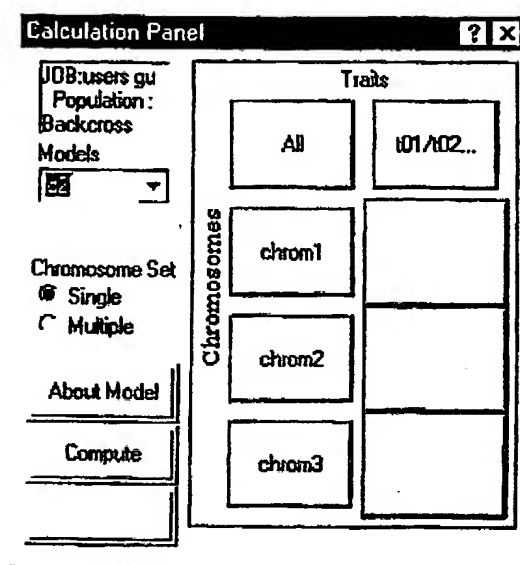 Calculation Panel ? ×
JOB:users gu
Population :
Backcross
Models
Chromosome Set
Single
Multiple
About Model
Compute
Traits
All
t01/t02...
Chromosomes
chrom1
chrom2
chrom3